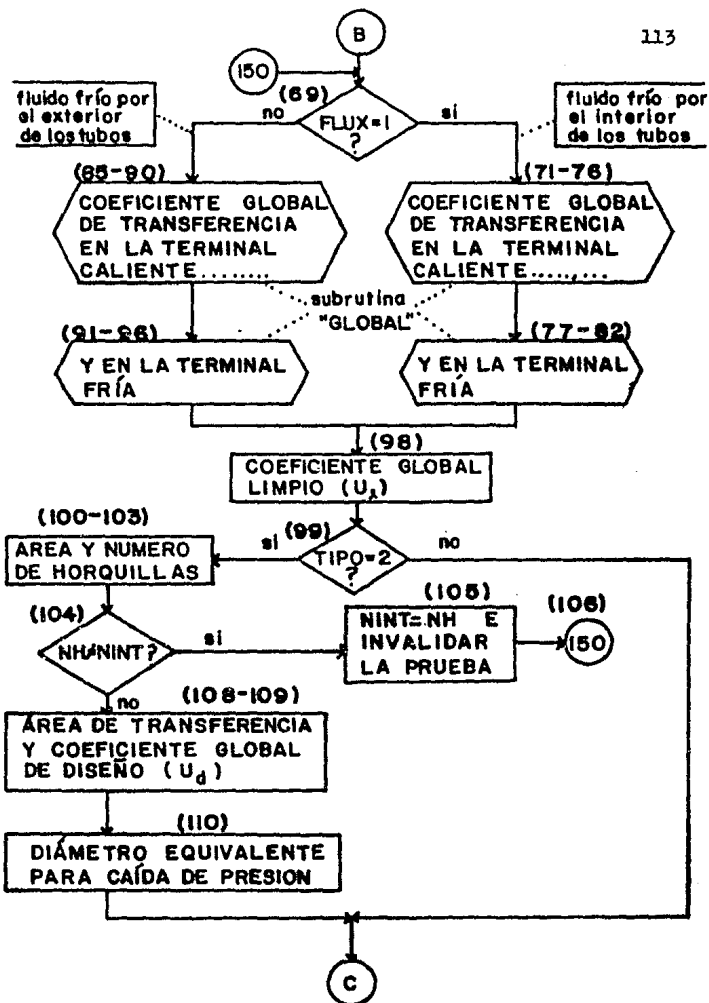 113
B
150
(69)
fluido frío por
el exterior
de los tubos
no
FLUX=1
?
sí
fluido frío por
el interior
de los tubos
(85-90)
COEFICIENTE GLOBAL
DE TRANSFERENCIA
EN LA TERMINAL
CALIENTE........
(71-76)
COEFICIENTE GLOBAL
DE TRANSFERENCIA
EN LA TERMINAL
CALIENTE........
subrutina
"GLOBAL"
(91-96)
Y EN LA TERMINAL
FRÍA
(77-82)
Y EN LA TERMINAL
FRÍA
(98)
COEFICIENTE GLOBAL
LIMPIO (Uℓ)
(100-103)
AREA Y NUMERO
DE HORQUILLAS
si
(99)
TIPO=2
?
no
(104)
NH≠NINT?
si
(105)
NINT=NH E
INVALIDAR
LA PRUEBA
(106)
150
no
(108-109)
ÁREA DE TRANSFERENCIA
Y COEFICIENTE GLOBAL
DE DISEÑO (Ud)
(110)
DIÁMETRO EQUIVALENTE
PARA CAÍDA DE PRESION
C